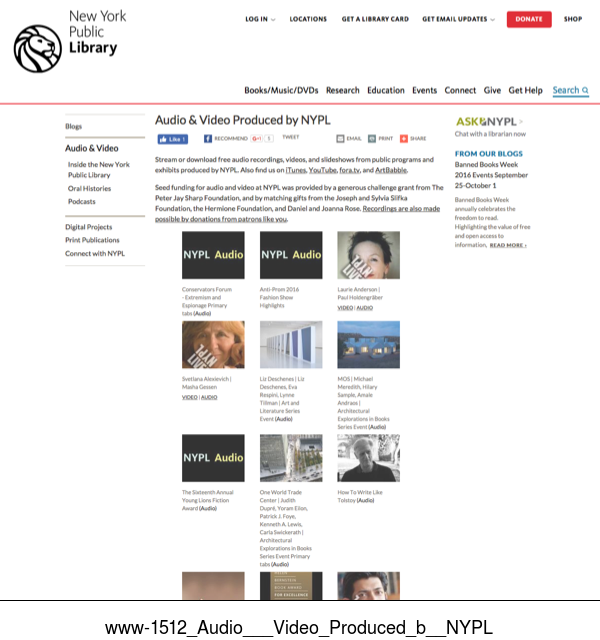 New York
Public
Library
LOG IN
LOCATIONS
GET A LIBRARY CARD
GET EMAIL UPDATES
DONATE
SHOP
Books/Music/DVDs Research Education Events Connect Give Get Help Search
Blogs
Audio & Video
Inside the New York
Public Library
Oral Histories
Podcasts
Digital Projects
Print Publications
Connect with NYPL
Audio & Video Produced by NYPL
Like 1
RECOMMEND
G+1 1
TWEET
EMAIL
PRINT
SHARE
Stream or download free audio recordings, videos, and slideshows from public programs and
exhibits produced by NYPL. Also find us on iTunes, YouTube, fora.tv, and ArtBabble.
Seed funding for audio and video at NYPL was provided by a generous challenge grant from The
Peter Jay Sharp Foundation, and by matching gifts from the Joseph and Sylvia Slifka
Foundation, the Hermione Foundation, and Daniel and Joanna Rose. Recordings are also made
possible by donations from patrons like you.
NYPL Audio
Conservators Forum
- Extremism and
Espionage Primary
tabs (Audio)
NYPL Audio
Anti-Prom 2016
Fashion Show
Highlights
Laurie Anderson |
Paul Holdengräber
VIDEO | AUDIO
Svetlana Alexievich |
Masha Gessen
VIDEO | AUDIO
Liz Deschenes | Liz
Deschenes, Eva
Respini, Lynne
Tillman | Art and
Literature Series
Event (Audio)
MOS | Michael
Meredith, Hilary
Sample, Amale
Andraos |
Architectural
Explorations in Books
Series Event (Audio)
NYPL Audio
The Sixteenth Annual
Young Lions Fiction
Award (Audio)
One World Trade
Center | Judith
Dupré, Yoram Eilon,
Patrick J. Foye,
Kenneth A. Lewis,
Carla Swickerath |
Architectural
Explorations in Books
Series Event Primary
tabs (Audio)
How To Write Like
Tolstoy (Audio)
BERNSTEIN
BOOK AWARD
FOR EXCELLENCE
ASK NYPL >
Chat with a librarian now
FROM OUR BLOGS
Banned Books Week
2016 Events September
25-October 1
Banned Books Week
annually celebrates the
freedom to read.
Highlighting the value of free
and open access to
information, READ MORE ›
www-1512_Audio___Video_Produced_b__NYPL